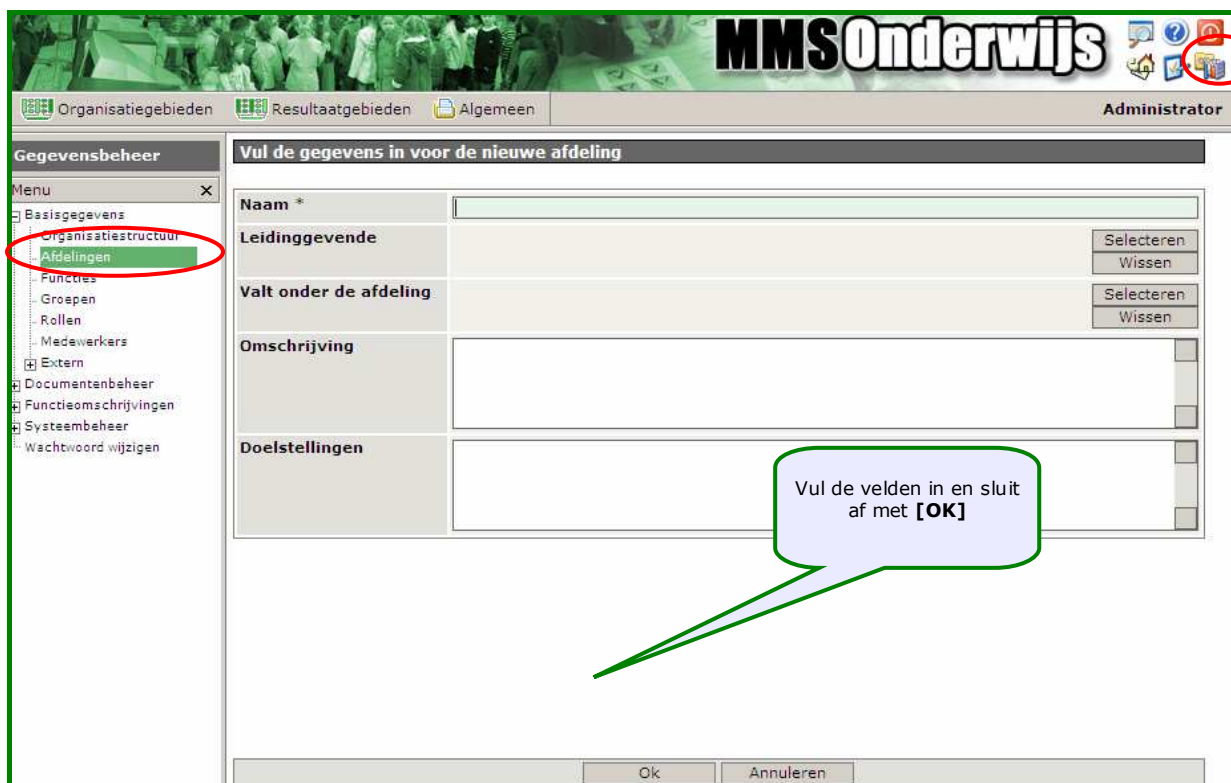 MMSOnderwijs
Organisatiegebieden Resultaatgebieden Algemeen Administrator
Gegevensbeheer
Menu x
Basisgegevens
Organisatiestructuur
Afdelingen
Functies
Groepen
Rollen
Medewerkers
Extern
Documentenbeheer
Functieomschrijvingen
Systeembeheer
Wachtwoord wijzigen
Vul de gegevens in voor de nieuwe afdeling
Naam *
Leidinggevende
Selecteren
Wissen
Valt onder de afdeling
Selecteren
Wissen
Omschrijving
Doelstellingen
Vul de velden in en sluit
af met [OK]
Ok Annuleren